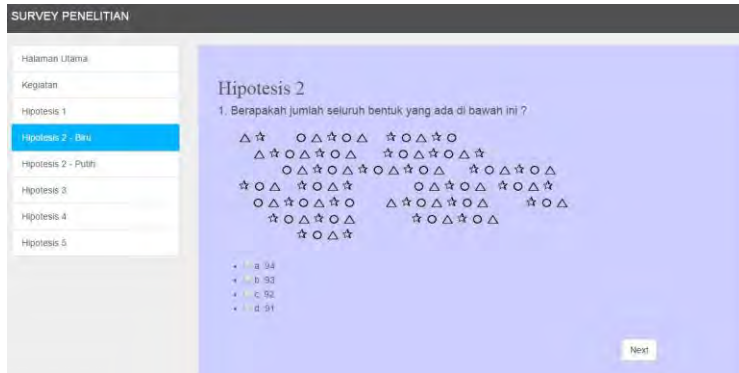 SURVEY PENELITIAN
Halaman Utama
Kegiatan
Hipotesis 1
Hipotesis 2 - Biru
Hipotesis 2 - Putih
Hipotesis 3
Hipotesis 4
Hipotesis 5
Hipotesis 2
1. Berapakah jumlah seluruh bentuk yang ada di bawah ini ?
a. 94
b. 93
c. 92
d. 91
Next